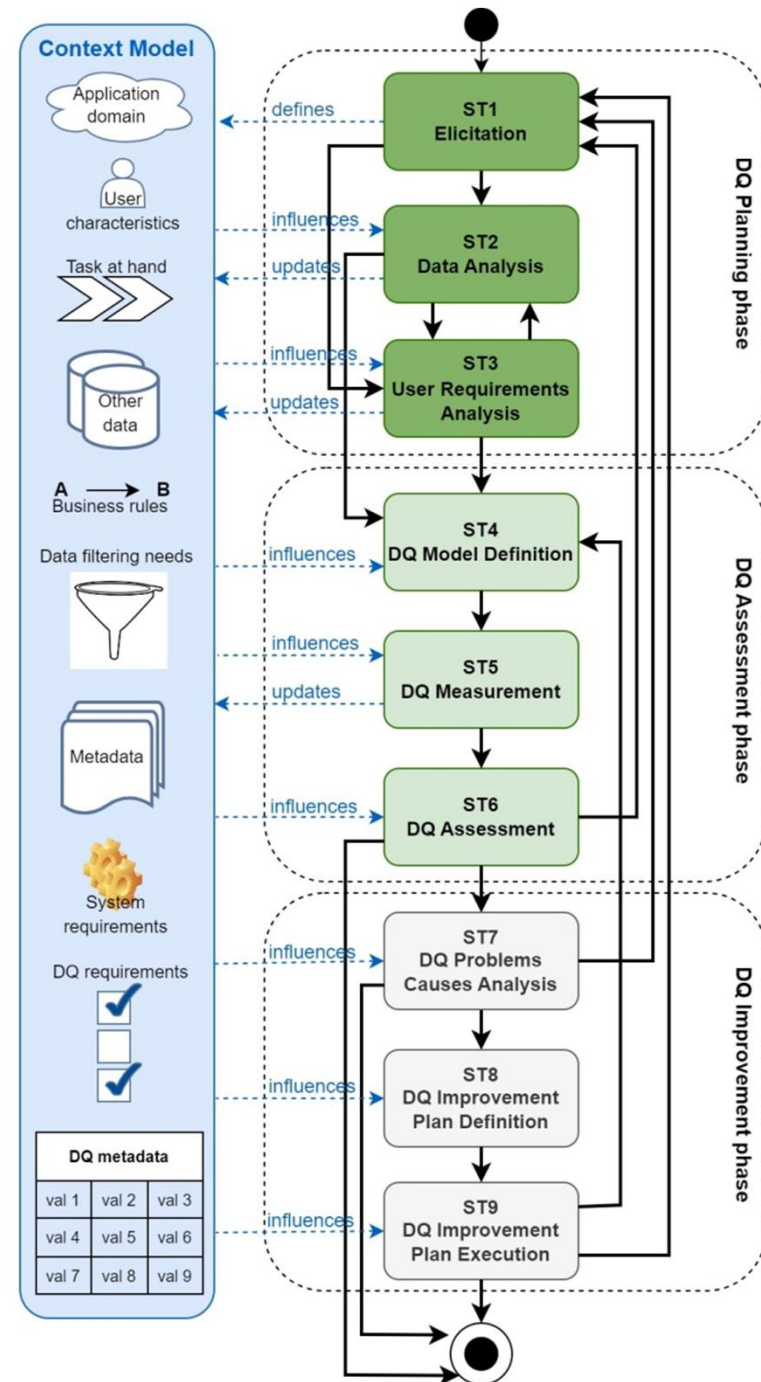 Context Model
Application
domain
User
characteristics
Task at hand
Other
data
A B
Business rules
Data filtering needs
Metadata
System
requirements
DQ requirements
DQ metadata
val 1 val 2 val 3
val 4 val 5 val 6
val 7 val 8 val 9
defines
influences
updates
influences
updates
influences
influences
updates
influences
influences
influences
influences
ST1
Elicitation
ST2
Data Analysis
ST3
User Requirements
Analysis
DQ Planning phase
ST4
DQ Model Definition
ST5
DQ Measurement
ST6
DQ Assessment
DQ Assessment phase
ST7
DQ Problems
Causes Analysis
ST8
DQ Improvement
Plan Definition
ST9
DQ Improvement
Plan Execution
DQ Improvement phase